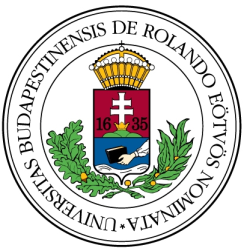 UNIVERSITAS BUDAPESTINENSIS DE ROLANDO EÖTVÖS NOMINATA
16 35